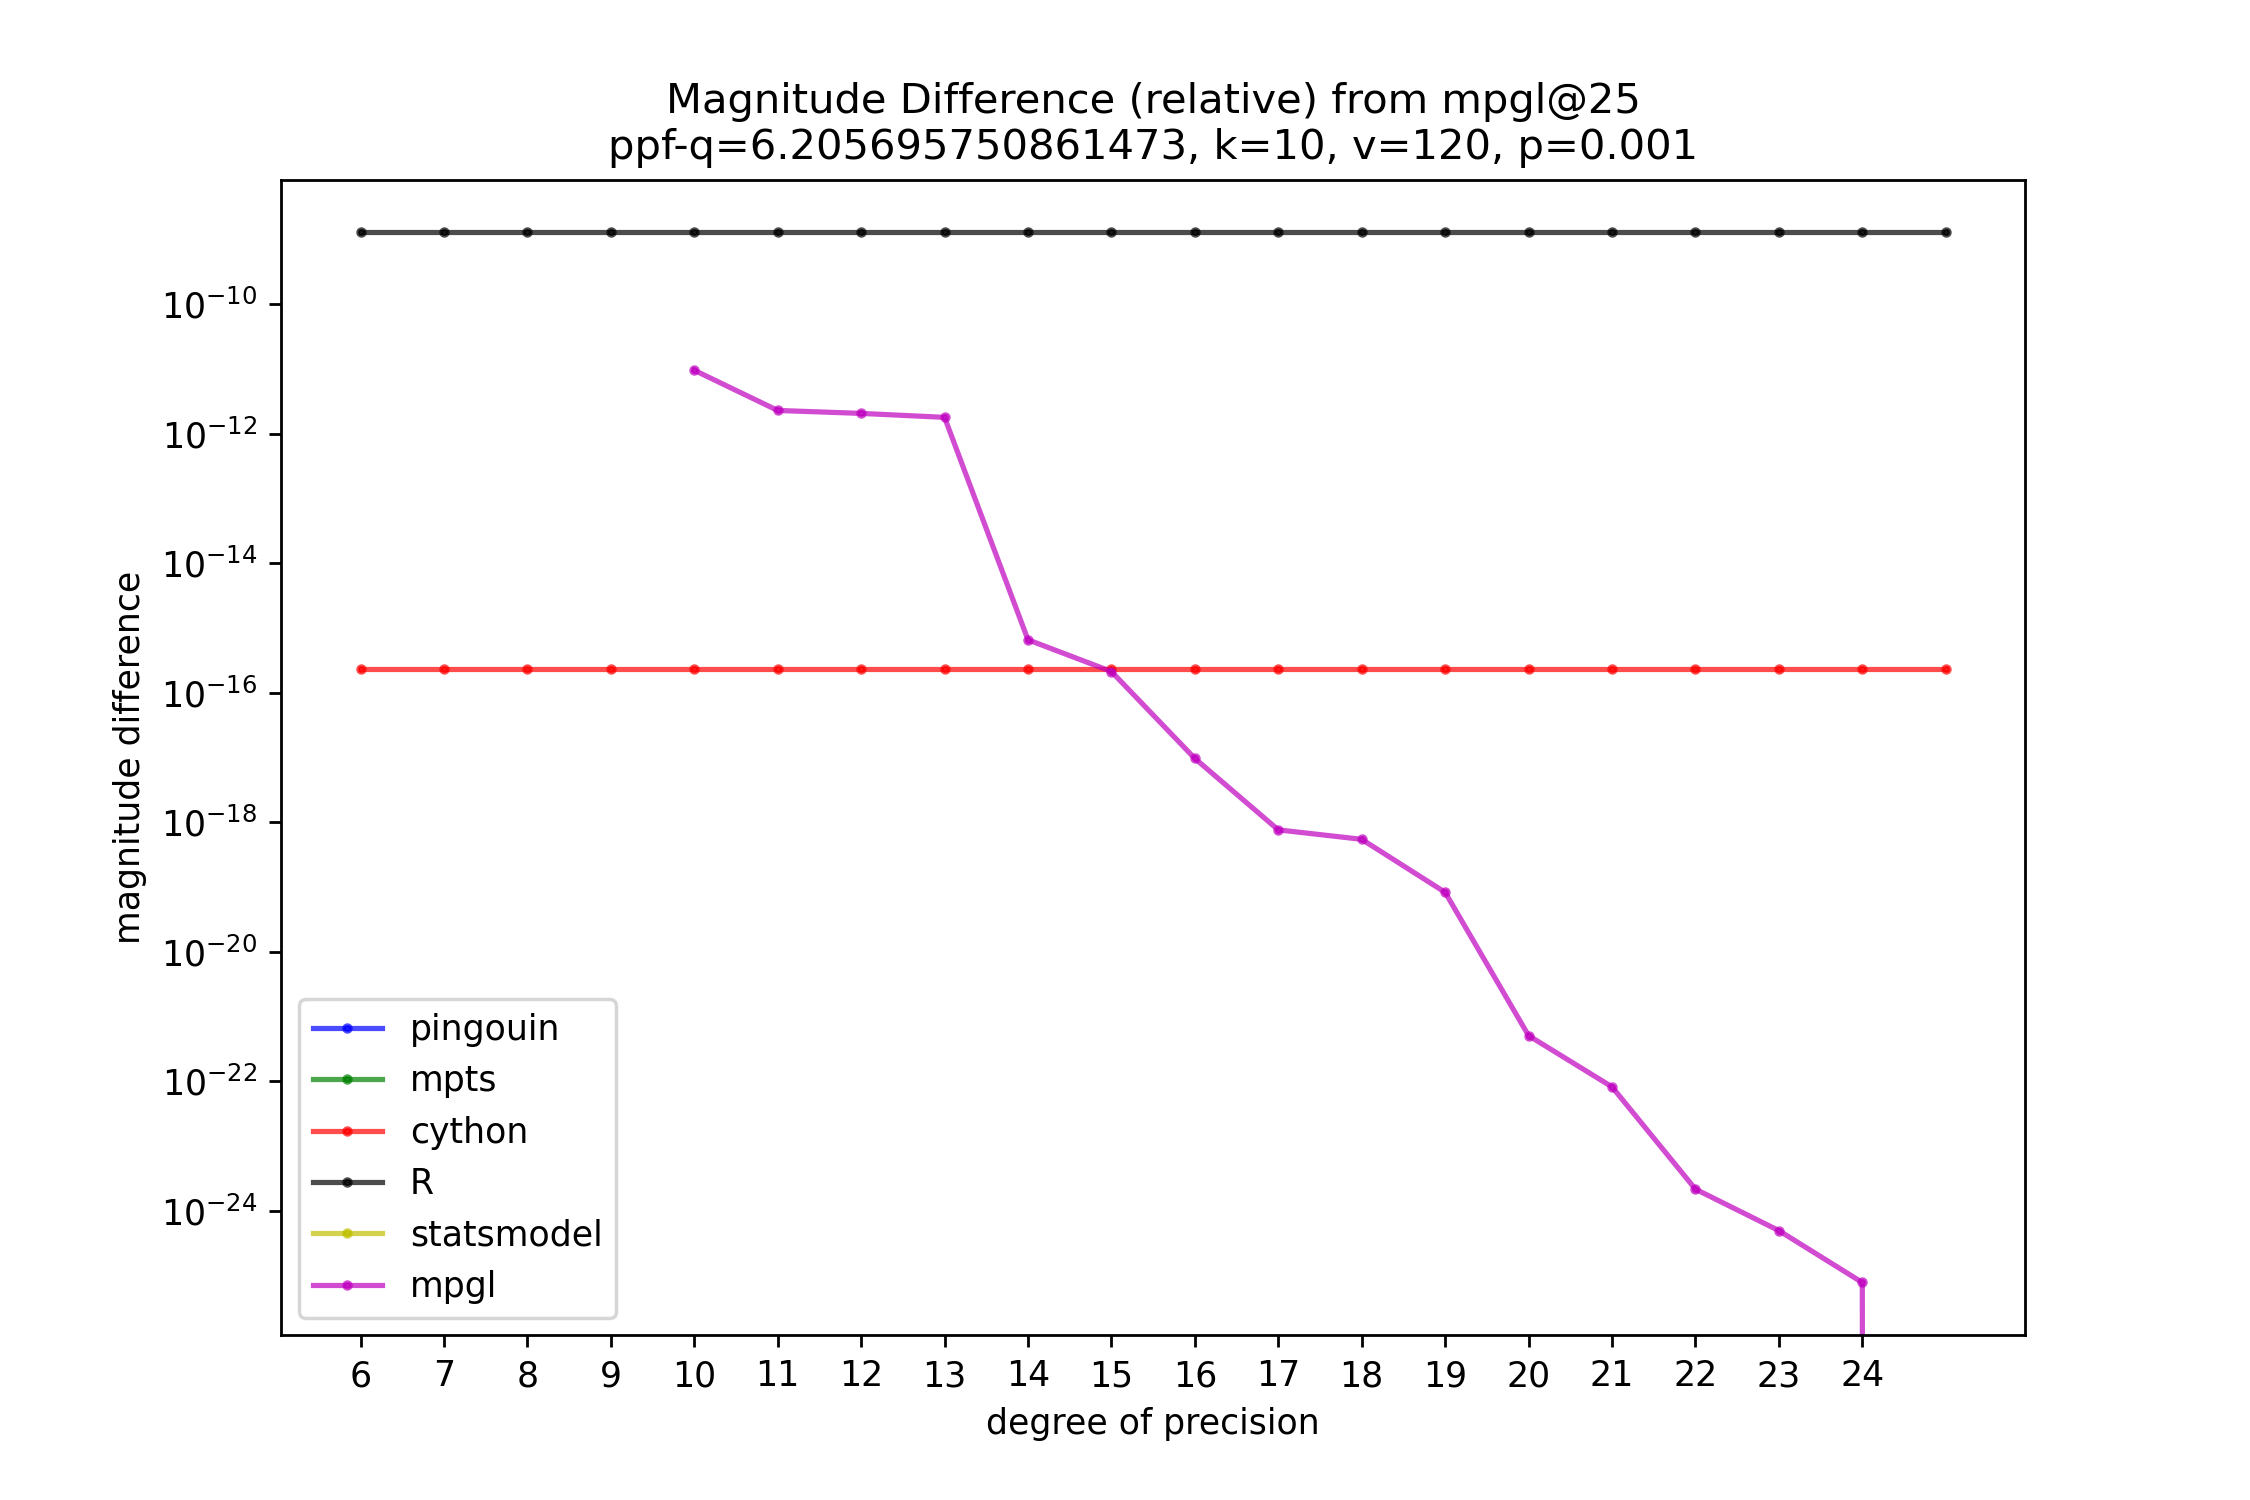 Magnitude Difference (relative) from mpgl@25
ppf-q=6.205695750861473, k=10, v=120, p=0.001
magnitude difference
10⁻¹⁰
10⁻¹²
10⁻¹⁴
10⁻¹⁶
10⁻¹⁸
10⁻²⁰
10⁻²²
10⁻²⁴
pingouin
mpts
cython
R
statsmodel
mpgl
6 7 8 9 10 11 12 13 14 15 16 17 18 19 20 21 22 23 24
degree of precision